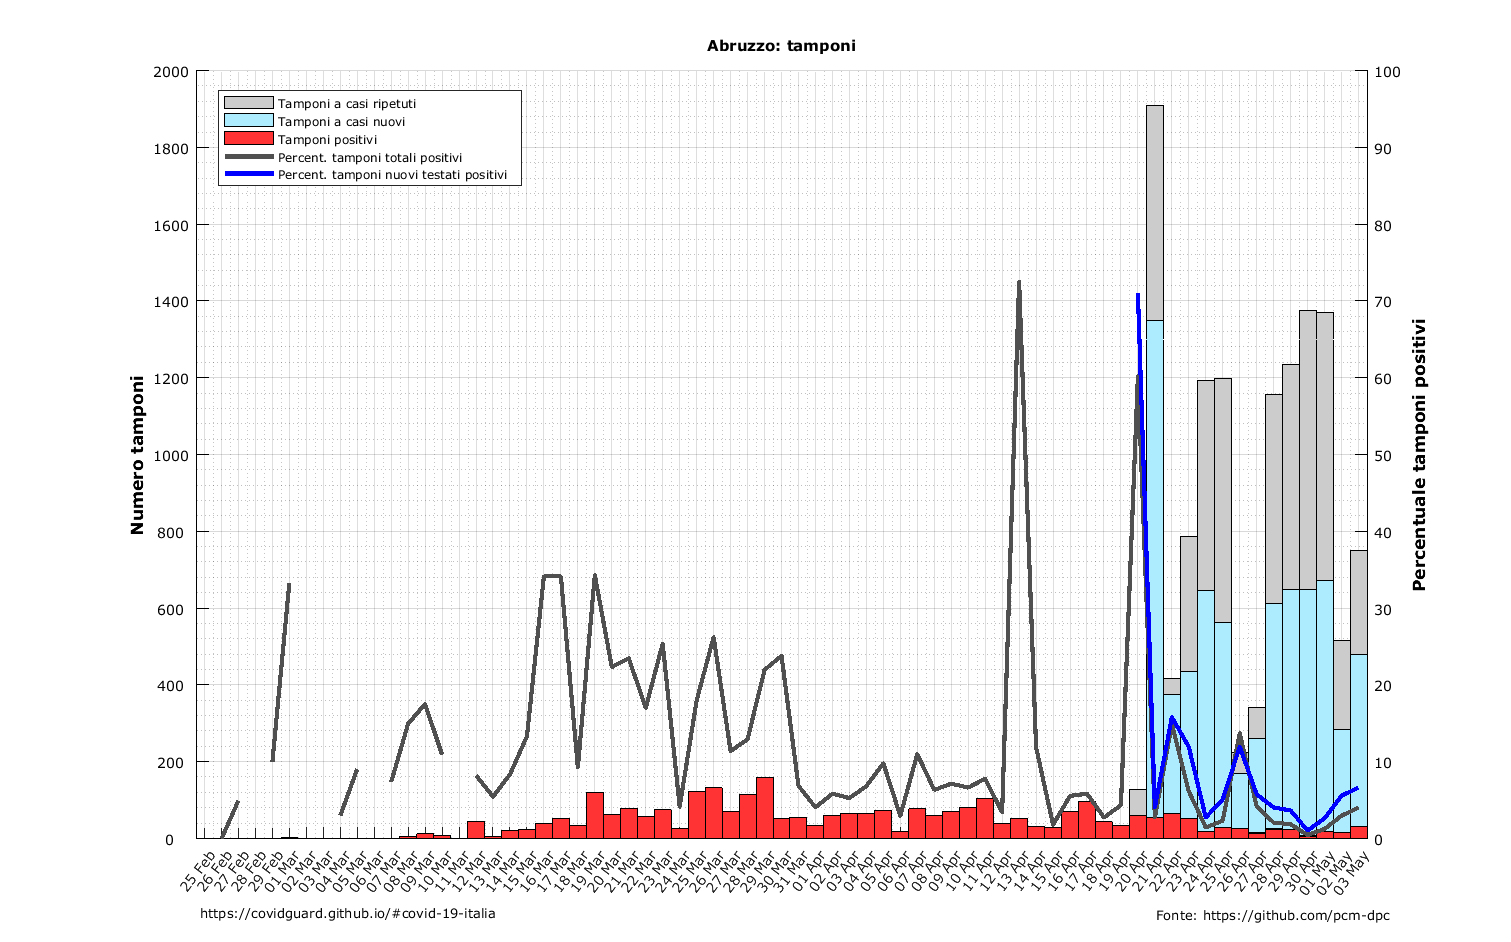 Abruzzo: tamponi
Tamponi a casi ripetuti
Tamponi a casi nuovi
Tamponi positivi
Percent. tamponi totali positivi
Percent. tamponi nuovi testati positivi
Numero tamponi
2000
1800
1600
1400
1200
1000
800
600
400
200
0
Percentuale tamponi positivi
100
90
80
70
60
50
40
30
20
10
0
25 Feb
26 Feb
27 Feb
28 Feb
29 Feb
01 Mar
02 Mar
03 Mar
04 Mar
05 Mar
06 Mar
07 Mar
08 Mar
09 Mar
10 Mar
11 Mar
12 Mar
13 Mar
14 Mar
15 Mar
16 Mar
17 Mar
18 Mar
19 Mar
20 Mar
21 Mar
22 Mar
23 Mar
24 Mar
25 Mar
26 Mar
27 Mar
28 Mar
29 Mar
30 Mar
31 Mar
01 Apr
02 Apr
03 Apr
04 Apr
05 Apr
06 Apr
07 Apr
08 Apr
09 Apr
10 Apr
11 Apr
12 Apr
13 Apr
14 Apr
15 Apr
16 Apr
17 Apr
18 Apr
19 Apr
20 Apr
21 Apr
22 Apr
23 Apr
24 Apr
25 Apr
26 Apr
27 Apr
28 Apr
29 Apr
30 Apr
01 May
02 May
03 May
https://covidguard.github.io/#covid-19-italia
Fonte: https://github.com/pcm-dpc